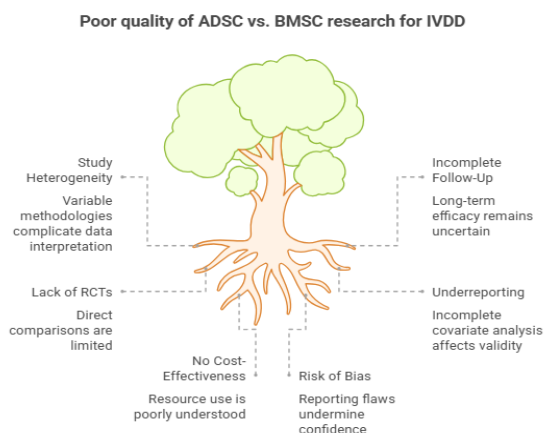 Poor quality of ADSC vs. BMSC research for IVDD
Study
Heterogeneity
Variable
methodologies
complicate data
interpretation
Incomplete
Follow-Up
Long-term
efficacy remains
uncertain
Lack of RCTs
Direct
comparisons are
limited
Underreporting
Incomplete
covariate analysis
affects validity
No Cost-
Effectiveness
Resource use is
poorly understood
Risk of Bias
Reporting flaws
undermine
confidence